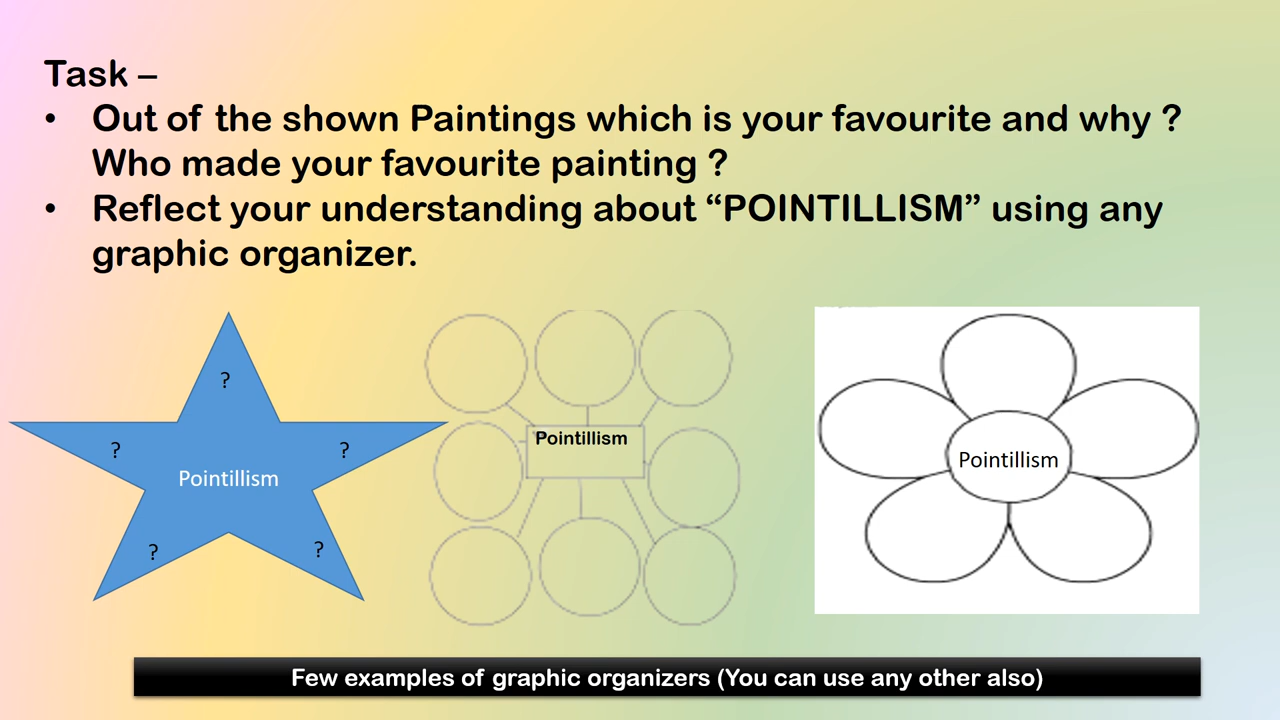 Task –
• Out of the shown Paintings which is your favourite and why ?
Who made your favourite painting ?
• Reflect your understanding about “POINTILLISM” using any
graphic organizer.
?
? ?
Pointillism
? ?
Pointillism
Pointillism
Few examples of graphic organizers (You can use any other also)